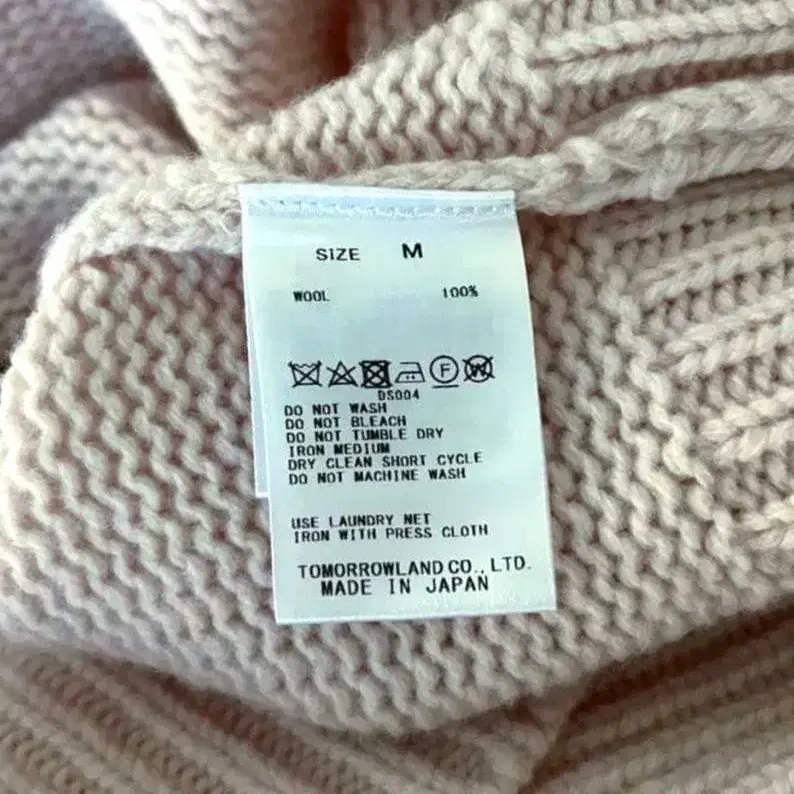 SIZE M
WOOL 100%
F W
DS004
DO NOT WASH
DO NOT BLEACH
DO NOT TUMBLE DRY
IRON MEDIUM
DRY CLEAN SHORT CYCLE
DO NOT MACHINE WASH
USE LAUNDRY NET
IRON WITH PRESS CLOTH
TOMORROWLAND CO., LTD.
MADE IN JAPAN